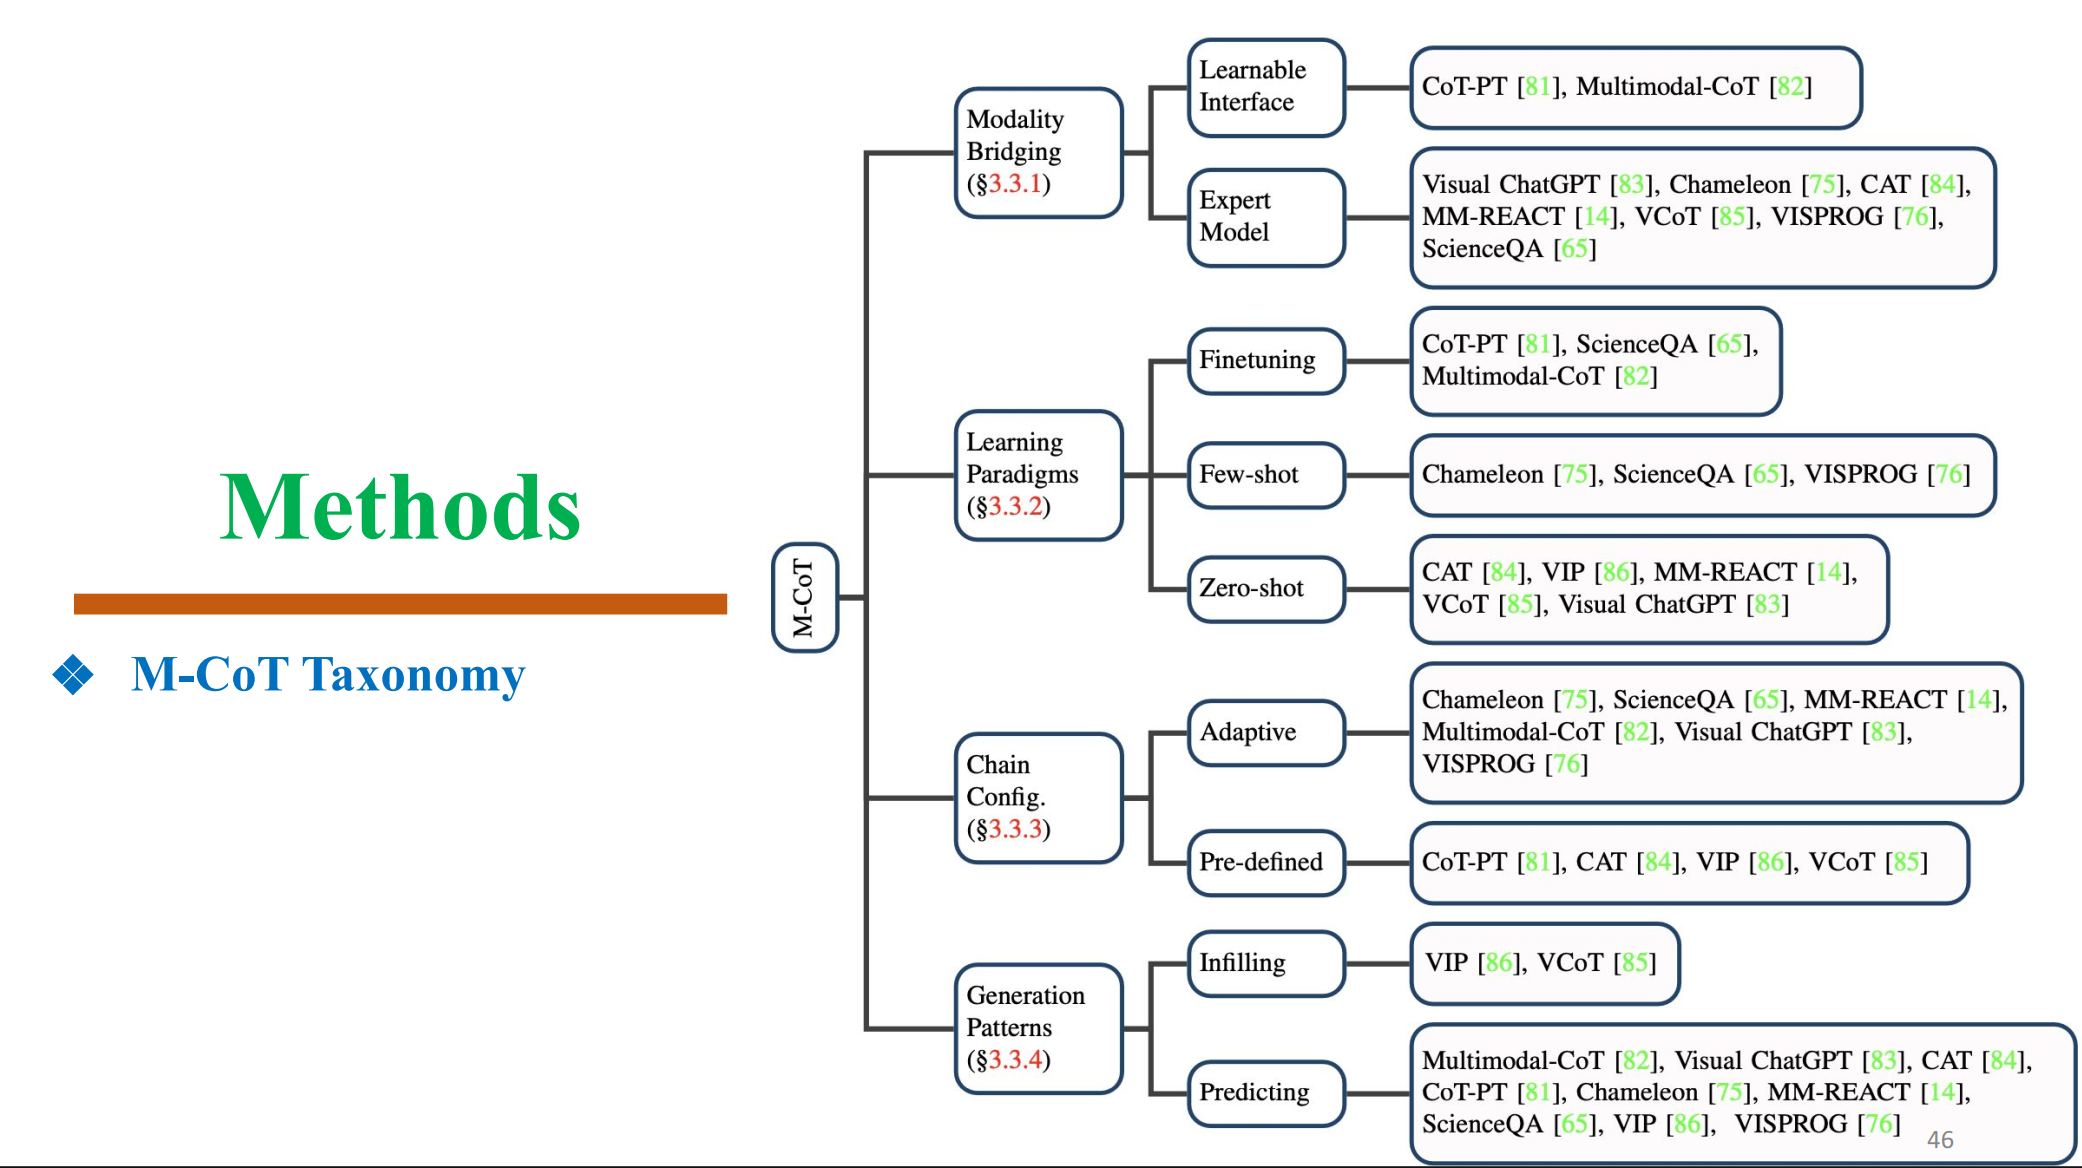 Methods
❖ M-CoT Taxonomy
M-CoT
Modality
Bridging
(§3.3.1)
Learnable
Interface
CoT-PT [81], Multimodal-CoT [82]
Expert
Model
Visual ChatGPT [83], Chameleon [75], CAT [84],
MM-REACT [14], VCoT [85], VISPROG [76],
ScienceQA [65]
Learning
Paradigms
(§3.3.2)
Finetuning
CoT-PT [81], ScienceQA [65],
Multimodal-CoT [82]
Few-shot
Chameleon [75], ScienceQA [65], VISPROG [76]
Zero-shot
CAT [84], VIP [86], MM-REACT [14],
VCoT [85], Visual ChatGPT [83]
Chain
Config.
(§3.3.3)
Adaptive
Chameleon [75], ScienceQA [65], MM-REACT [14],
Multimodal-CoT [82], Visual ChatGPT [83],
VISPROG [76]
Pre-defined
CoT-PT [81], CAT [84], VIP [86], VCoT [85]
Generation
Patterns
(§3.3.4)
Infilling
VIP [86], VCoT [85]
Predicting
Multimodal-CoT [82], Visual ChatGPT [83], CAT [84],
CoT-PT [81], Chameleon [75], MM-REACT [14],
ScienceQA [65], VIP [86], VISPROG [76]
46